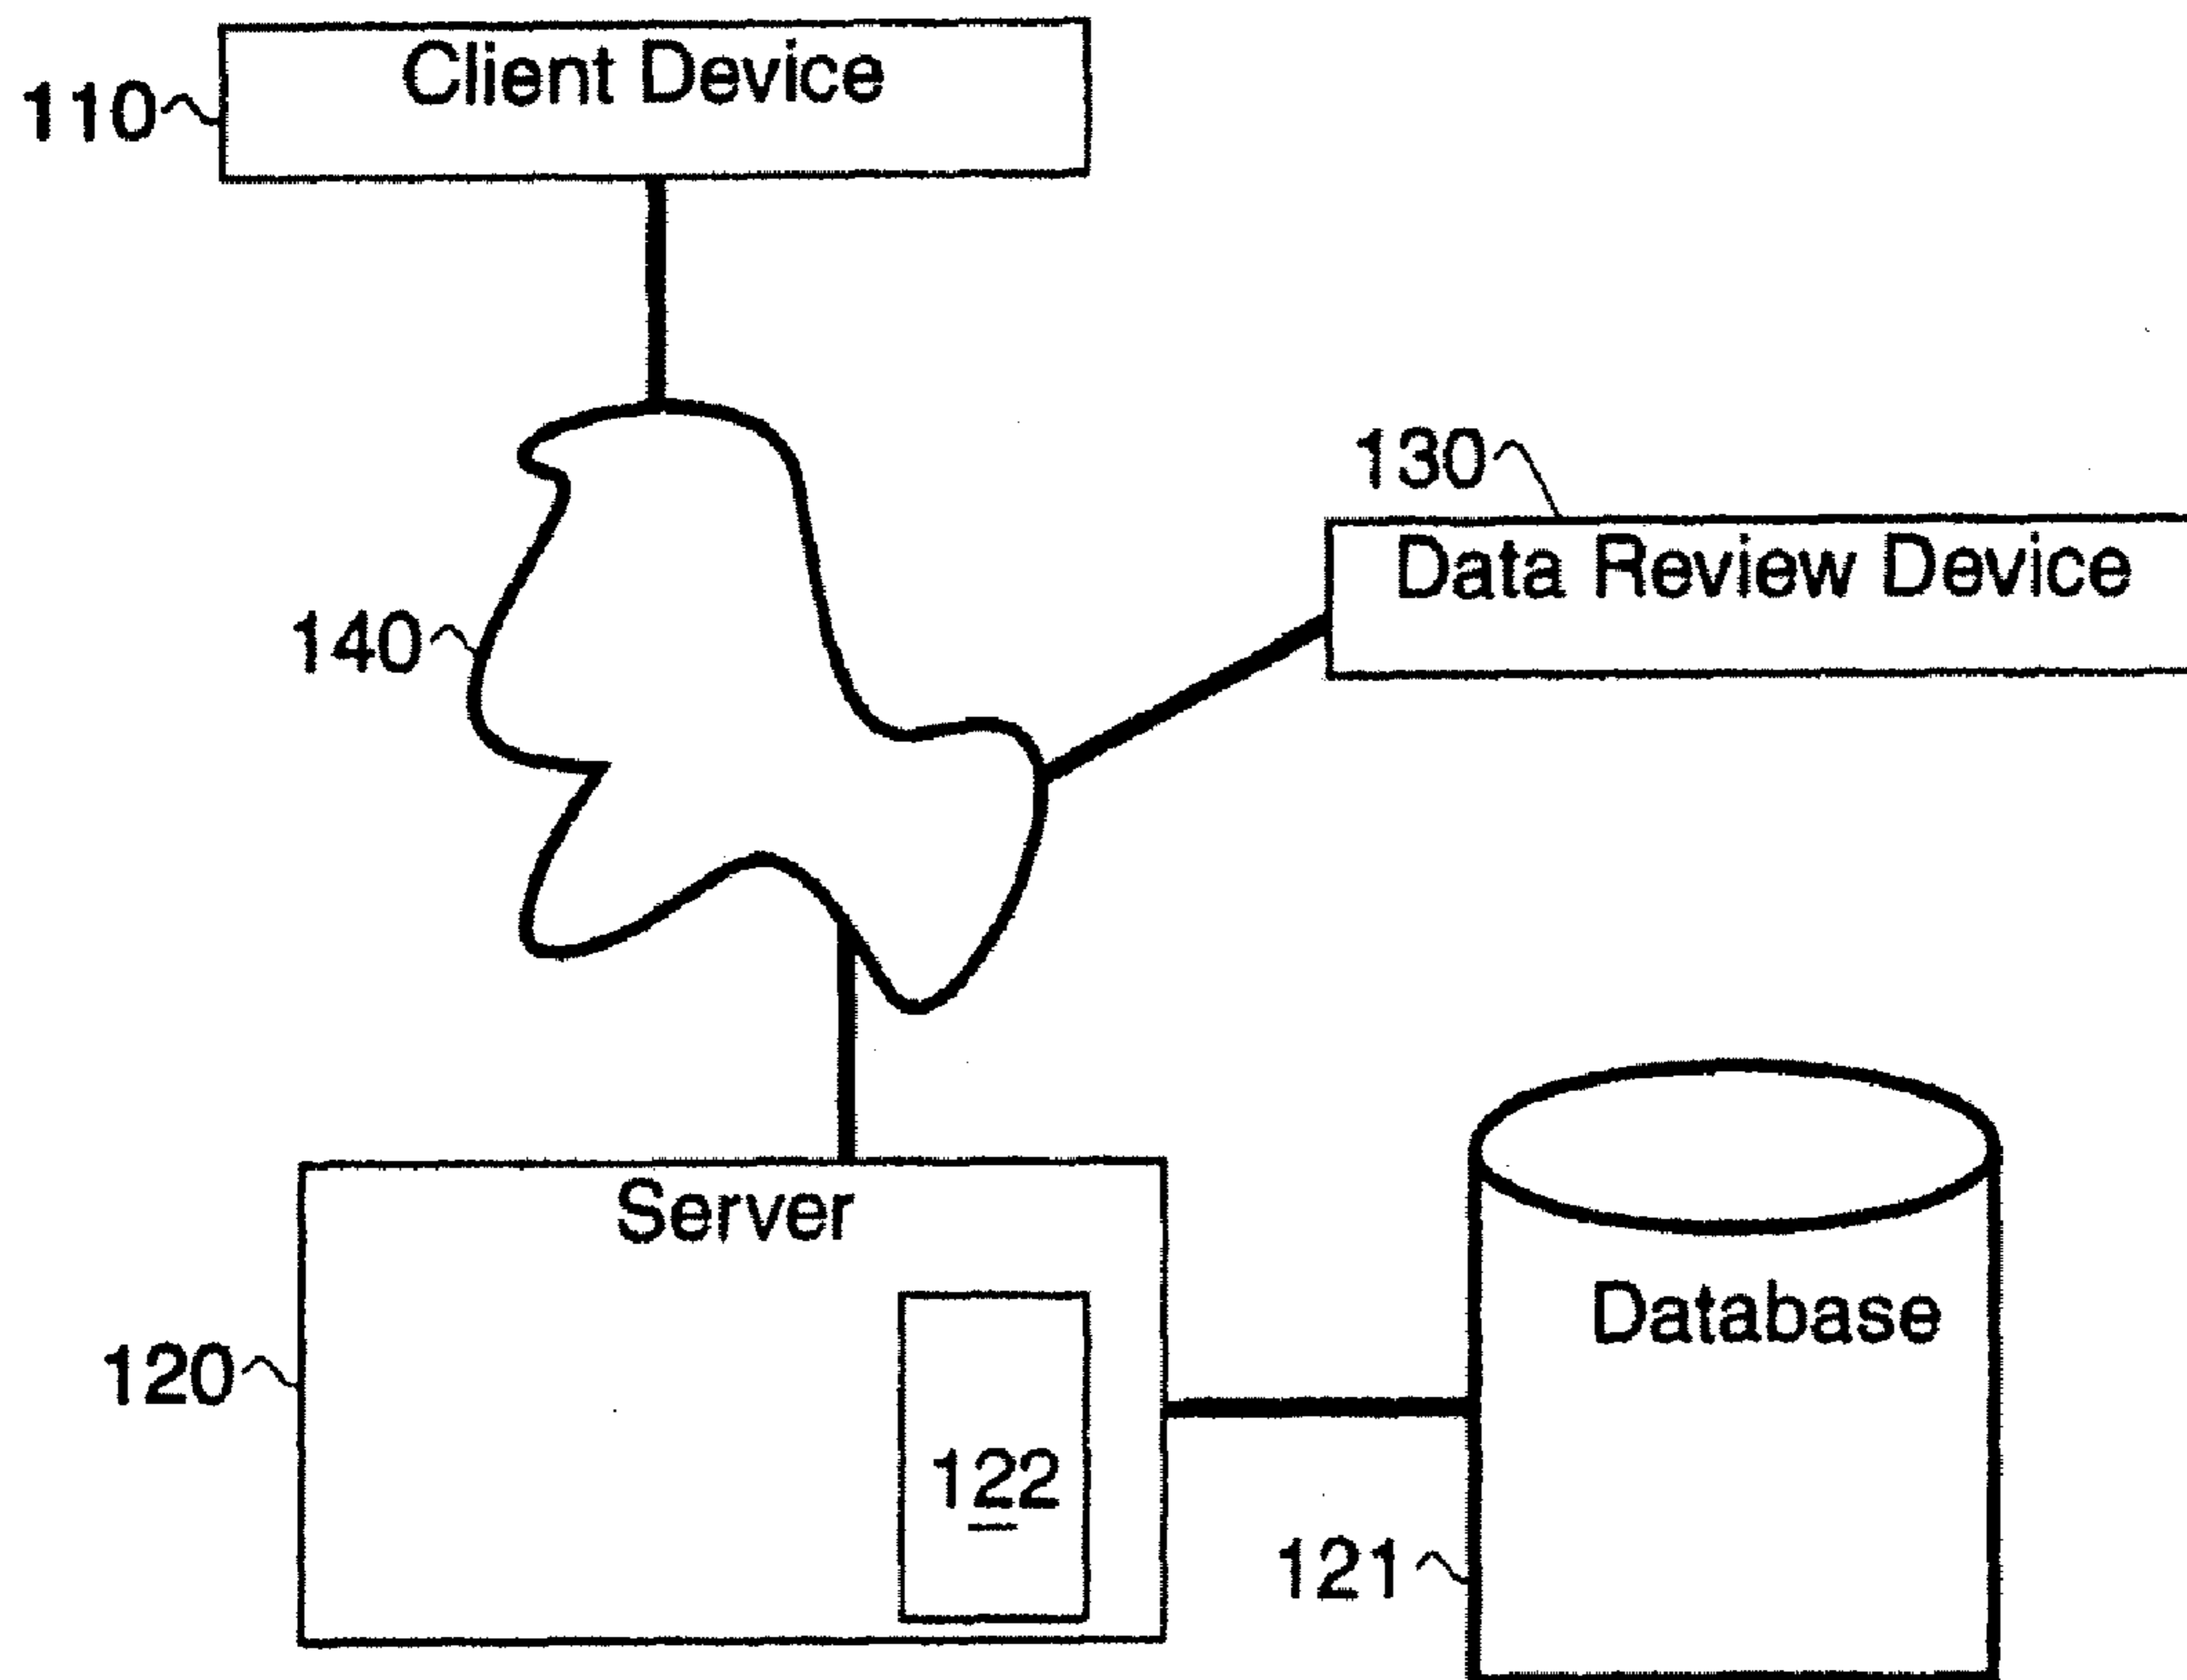 Client Device
110
130
Data Review Device
140
Server
Database
120
122
121